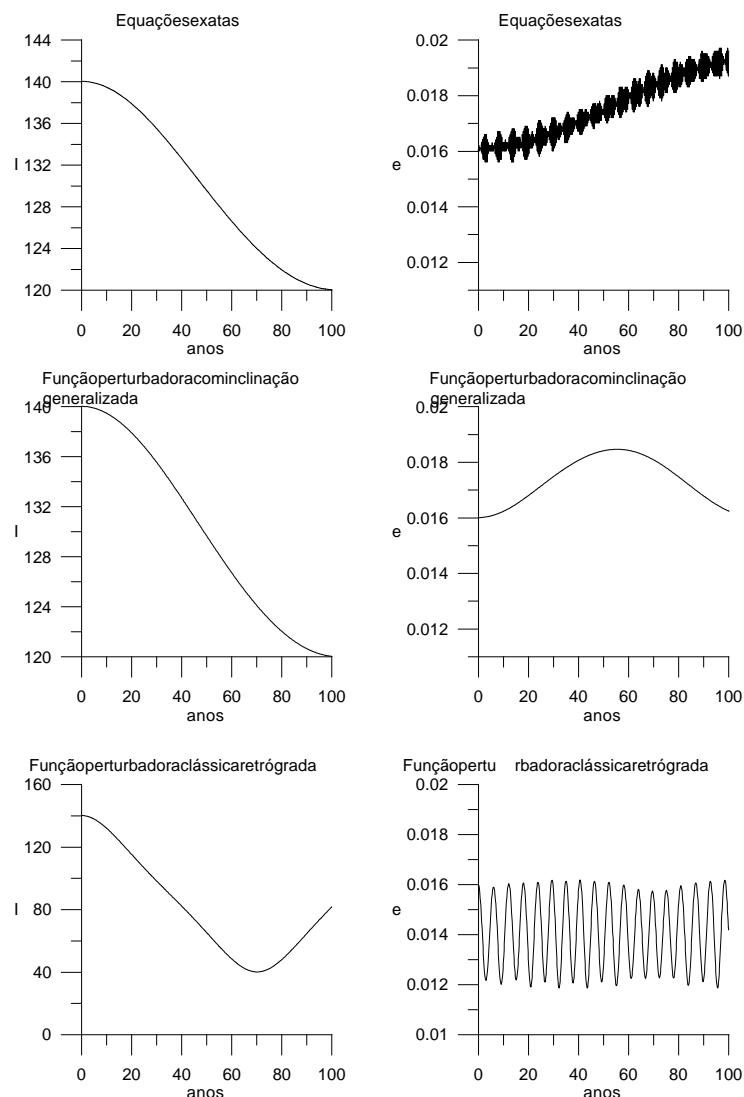 Equaçõesexatas
144
140
136
I 132
128
124
120
0 20 40 60 80 100
anos
Equaçõesexatas
0.02
0.018
0.016
e
0.014
0.012
0 20 40 60 80 100
anos
Funçãoperturbadoracominclinação
generalizada
140
136
132
I
128
124
120
0 20 40 60 80 100
anos
Funçãoperturbadoracominclinação
generalizada
0.02
0.018
0.016
e
0.014
0.012
0 20 40 60 80 100
anos
Funçãoperturbadoraclássicaretrógrada
160
120
I 80
40
0
0 20 40 60 80 100
anos
Funçãopertu rbadoraclássicaretrógrada
0.02
0.018
0.016
e
0.014
0.012
0.01
0 20 40 60 80 100
anos